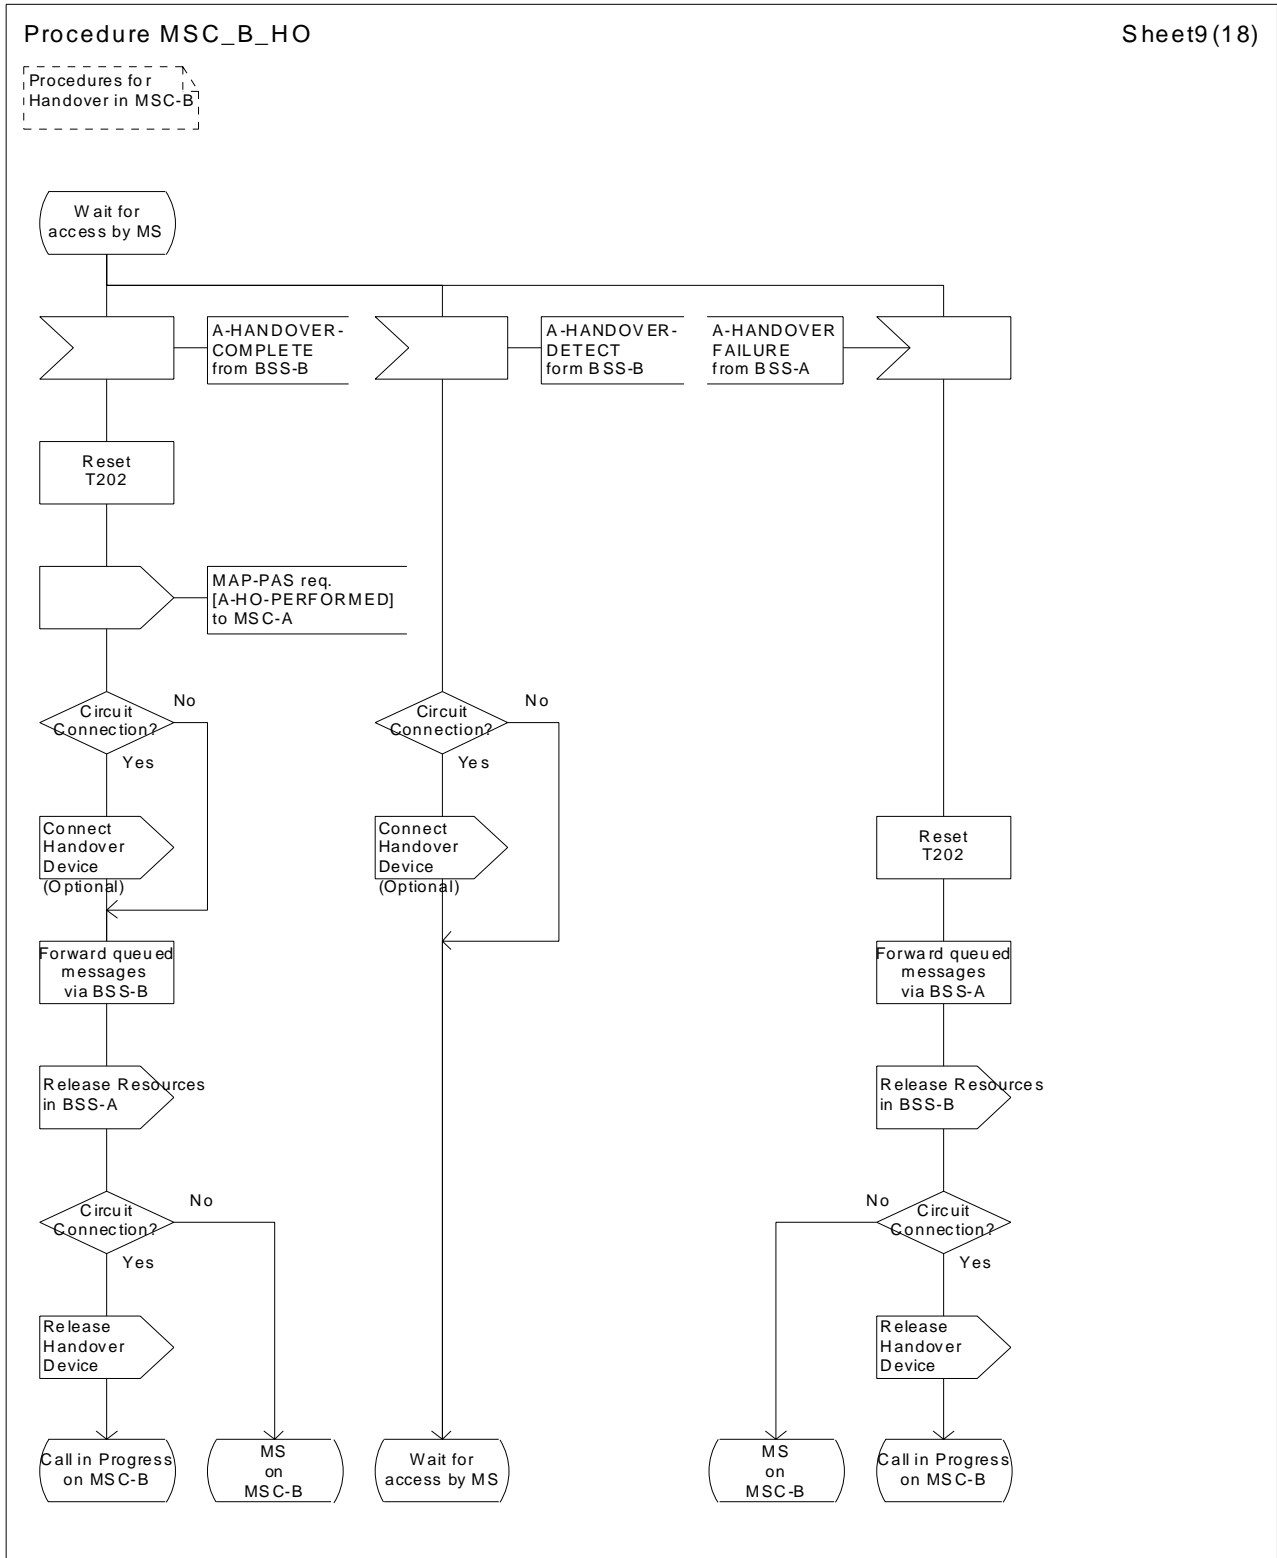 Procedure MSC_B_HO
Sheet9(18)
Procedures for
Handover in MSC-B
Wait for
access by MS
A-HANDOVER-
COMPLETE
from BSS-B
A-HANDOVER-
DETECT
form BSS-B
A-HANDOVER
FAILURE
from BSS-A
Reset
T202
MAP-PAS req.
[A-HO-PERFORMED]
to MSC-A
Circuit
Connection?
No
Yes
Circuit
Connection?
No
Yes
Connect
Handover
Device
(Optional)
Connect
Handover
Device
(Optional)
Reset
T202
Forward queued
messages
via BSS-B
Forward queued
messages
via BSS-A
Release Resources
in BSS-A
Release Resources
in BSS-B
Circuit
Connection?
No
Yes
No
Circuit
Connection?
Yes
Release
Handover
Device
Release
Handover
Device
Call in Progress
on MSC-B
MS
on
MSC-B
Wait for
access by MS
MS
on
MSC-B
Call in Progress
on MSC-B